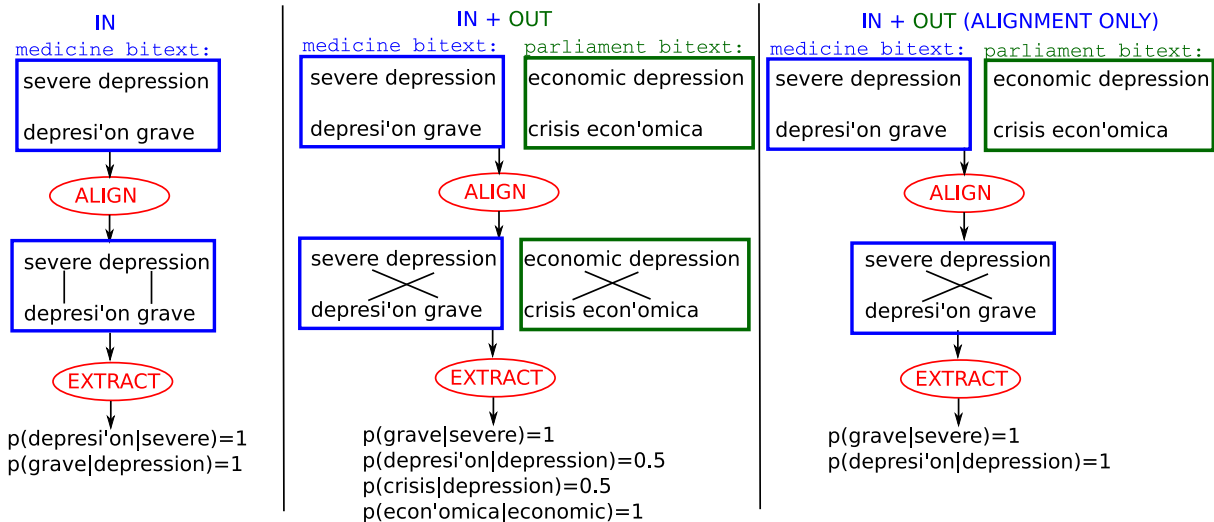 IN
medicine bitext:
severe depression
depresi'on grave
ALIGN
severe depression
depresi'on grave
EXTRACT
p(depresi'on|severe)=1
p(grave|depression)=1
IN + OUT
medicine bitext: parliament bitext:
severe depression economic depression
depresi'on grave crisis econ'omica
ALIGN
severe depression economic depression
depresi'on grave crisis econ'omica
EXTRACT
p(grave|severe)=1
p(depresi'on|depression)=0.5
p(crisis|depression)=0.5
p(econ'omica|economic)=1
IN + OUT (ALIGNMENT ONLY)
medicine bitext: parliament bitext:
severe depression economic depression
depresi'on grave crisis econ'omica
ALIGN
severe depression
depresi'on grave
EXTRACT
p(grave|severe)=1
p(depresi'on|depression)=1